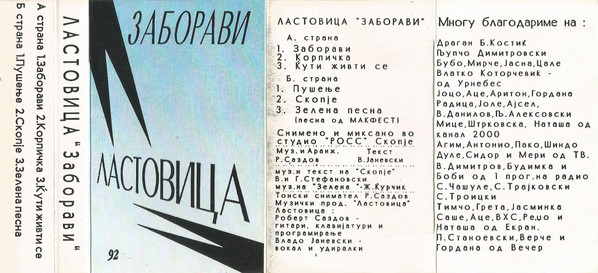 А страна 1.Заборави 2.Корпичка 3.Кути живти се
Б страна 1.Пушење 2.Скопје 3.Зелена песна
ЛАСТОВИЦА "Заборави"
ЗАБОРАВИ
ЛАСТОВИЦА
92
ЛАСТОВИЦА "ЗАБОРАВИ"
А. страна
1. Заборави
2. Корпичка
3. Кути живти се
Б. страна
1. Пушење
2. Скопје
3. Зелена песна
(песна од МАКФЕСТ)
Снимено и миксано во
студио "РОСС" Скопје
Муз.и Аранж. Текст
Р.Саздов В.Јаневски
муз.и текст на "Скопје"
В.и Г.Стефановски
муз.на "Зелена "-Ж.Курчик
Тонски снимател Р.Саздов
Музички прод. "Ластовица"
Ластовица :
Роберт Саздов -
гитари, клавијатури и
програмирање
Владо Јаневски -
вокал и удиралки
Многу благодариме на :
Драган Б.Костиќ
Љупчо Димитровски
Бубо,Мирче,Јасна,Цале
Влатко Которчевиќ -
од Урнебес
Јоцо,Аце,Аритон,Гордана
Радица,Јоле,Ајсел,
В.Данилов,Љ.Алексовски
Мице,Штрковска, Наташа од
канал 2000
Агим,Антонио,Пако,Шиндо
Дуле,Сидор и Мери од ТВ.
В.Димитров,Будимка и
Боби од 1 прог.на радио
С.Чашуле,С.Трајковски
С.Троицки
Тимчо,Грета,Јасминка
Саше,Аце,ВХС,Реџо и
Наташа од Екран.
П.Становски,Верче и
Гордана од Вечер